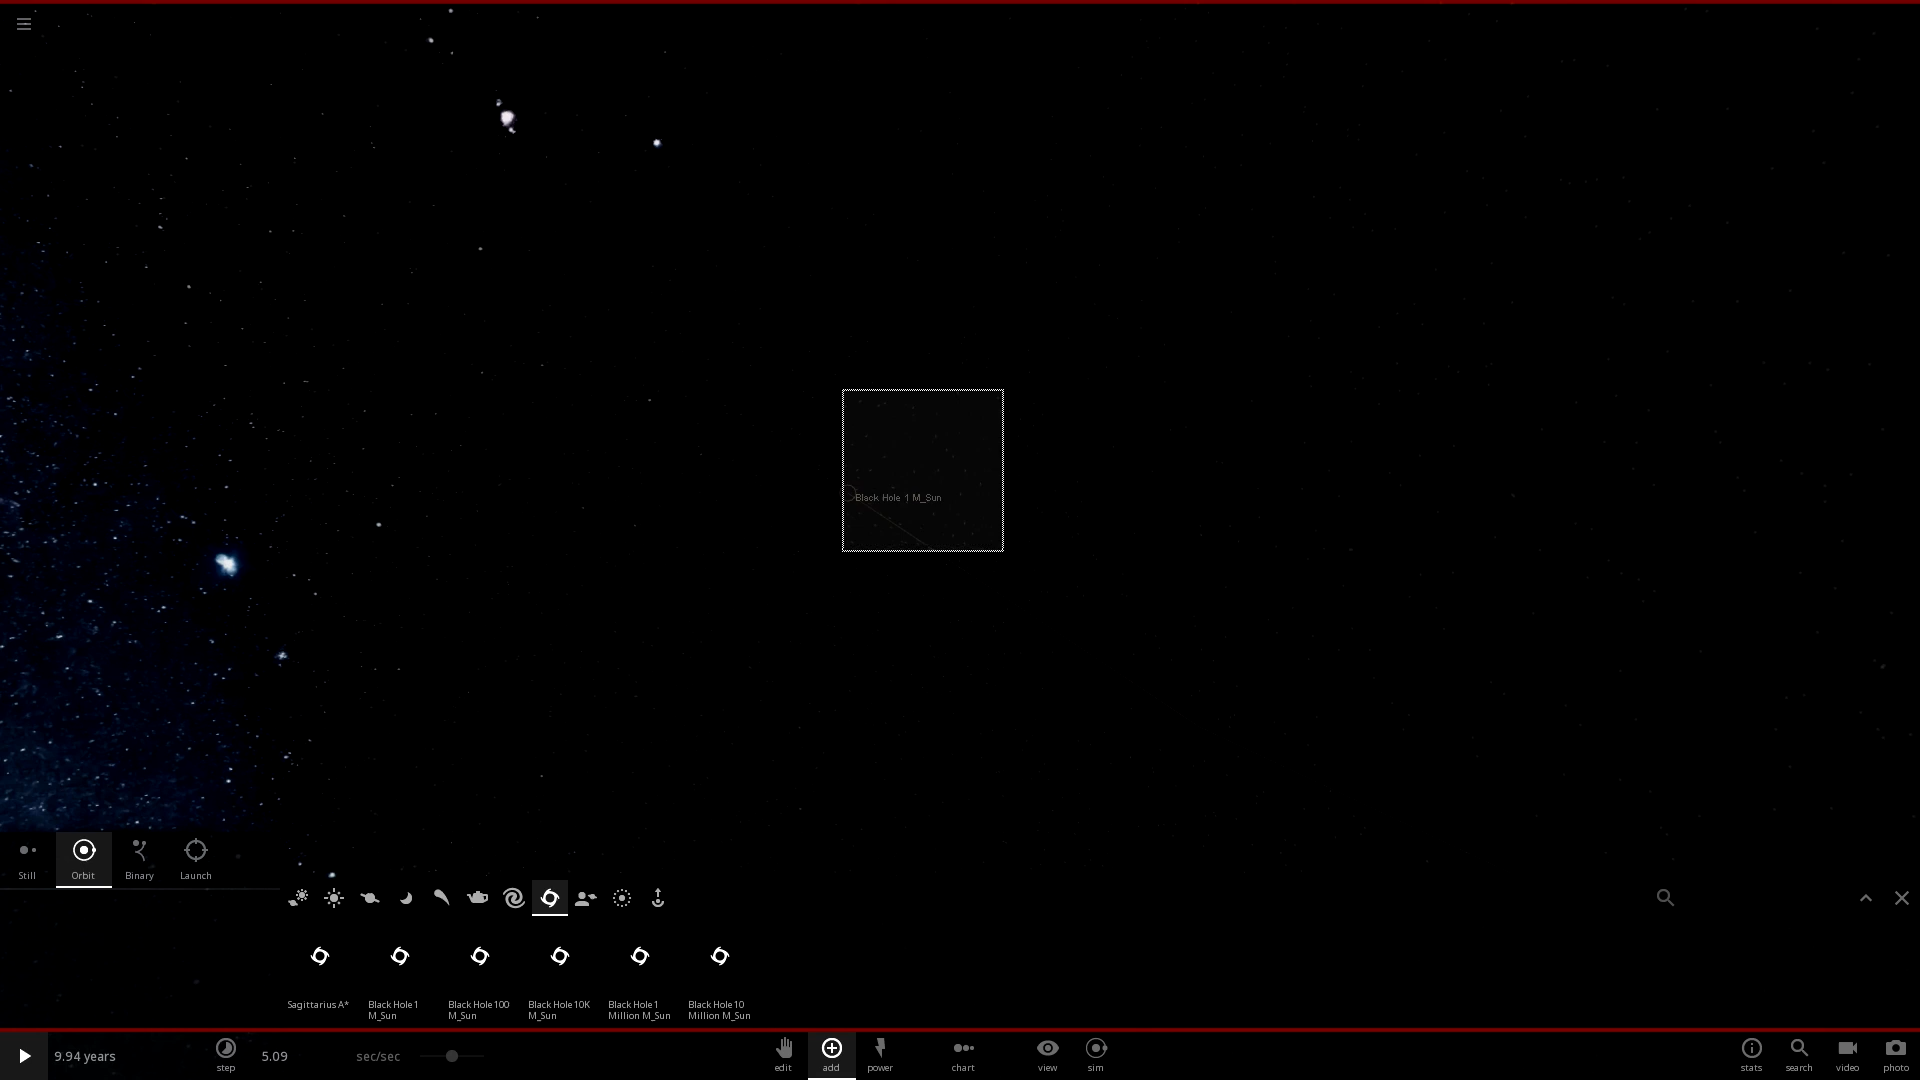 Black Hole 1 M_Sun
Still
Orbit
Binary
Launch
Sagittarius A*
Black Hole 1
M_Sun
Black Hole 100
M_Sun
Black Hole 10K
M_Sun
Black Hole 1
Million M_Sun
Black Hole 10
Million M_Sun
9.94 years
step
5.09
sec/sec
edit
add
power
chart
view
sim
stats
search
video
photo